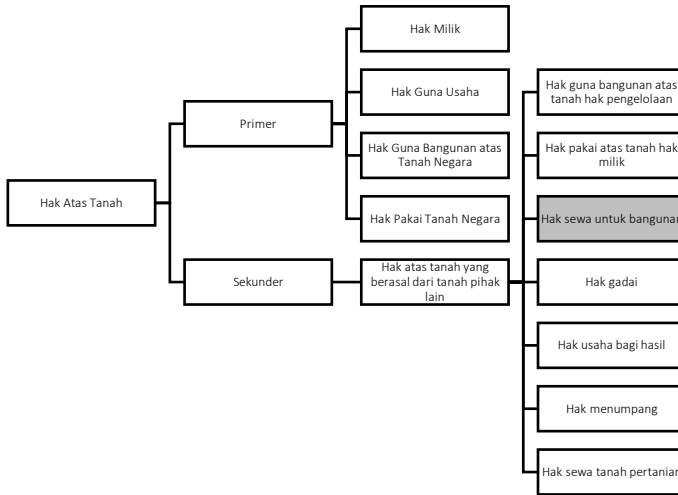 Hak Atas Tanah
Primer
Hak Milik
Hak Guna Usaha
Hak Guna Bangunan atas
Tanah Negara
Hak Pakai Tanah Negara
Sekunder
Hak atas tanah yang
berasal dari tanah pihak
lain
Hak guna bangunan atas
tanah hak pengelolaan
Hak pakai atas tanah hak
milik
Hak sewa untuk bangunan
Hak gadai
Hak usaha bagi hasil
Hak menumpang
Hak sewa tanah pertanian